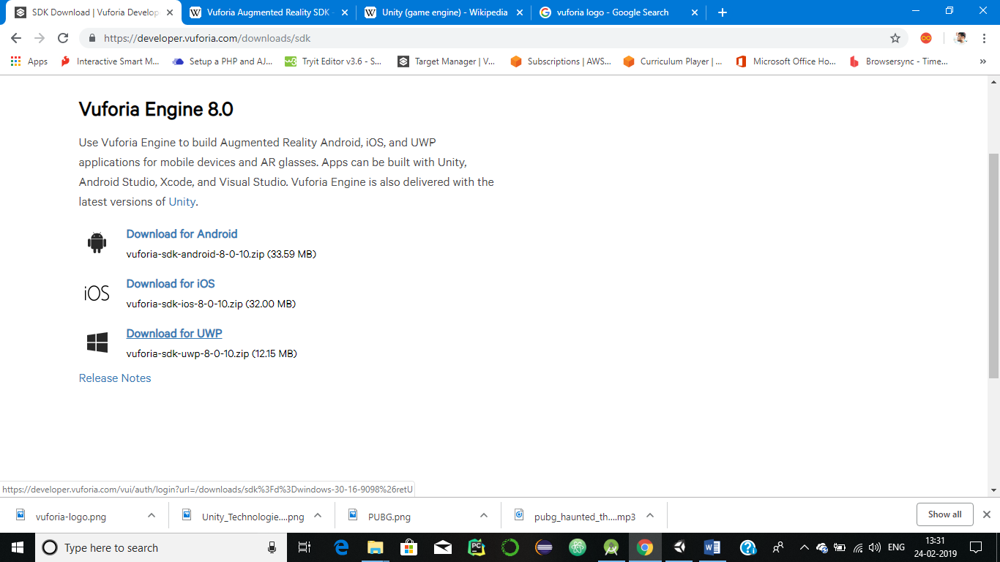 SDK Download | Vuforia Develop
Vuforia Augmented Reality SDK -
Unity (game engine) - Wikipedia
vuforia logo - Google Search
https://developer.vuforia.com/downloads/sdk
Apps
Interactive Smart M...
Setup a PHP and AJ...
Tryit Editor v3.6 - S...
Target Manager | V...
Subscriptions | AWS...
Curriculum Player | ...
Microsoft Office Ho...
Browsersync - Time...
Vuforia Engine 8.0
Use Vuforia Engine to build Augmented Reality Android, iOS, and UWP
applications for mobile devices and AR glasses. Apps can be built with Unity,
Android Studio, Xcode, and Visual Studio. Vuforia Engine is also delivered with the
latest versions of Unity.
Download for Android
vuforia-sdk-android-8-0-10.zip (33.59 MB)
iOS
Download for iOS
vuforia-sdk-ios-8-0-10.zip (32.00 MB)
Download for UWP
vuforia-sdk-uwp-8-0-10.zip (12.15 MB)
Release Notes
https://developer.vuforia.com/vui/auth/login?url=/downloads/sdk%3Fd%3Dwindows-30-16-9098%26retU
vuforia-logo.png
Unity_Technologie....png
PUBG.png
pubg_haunted_th....mp3
Show all
Type here to search
ENG
13:31
24-02-2019